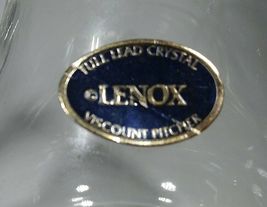 FULL LEAD CRYSTAL
©LENOX
VISCOUNT PITCHER